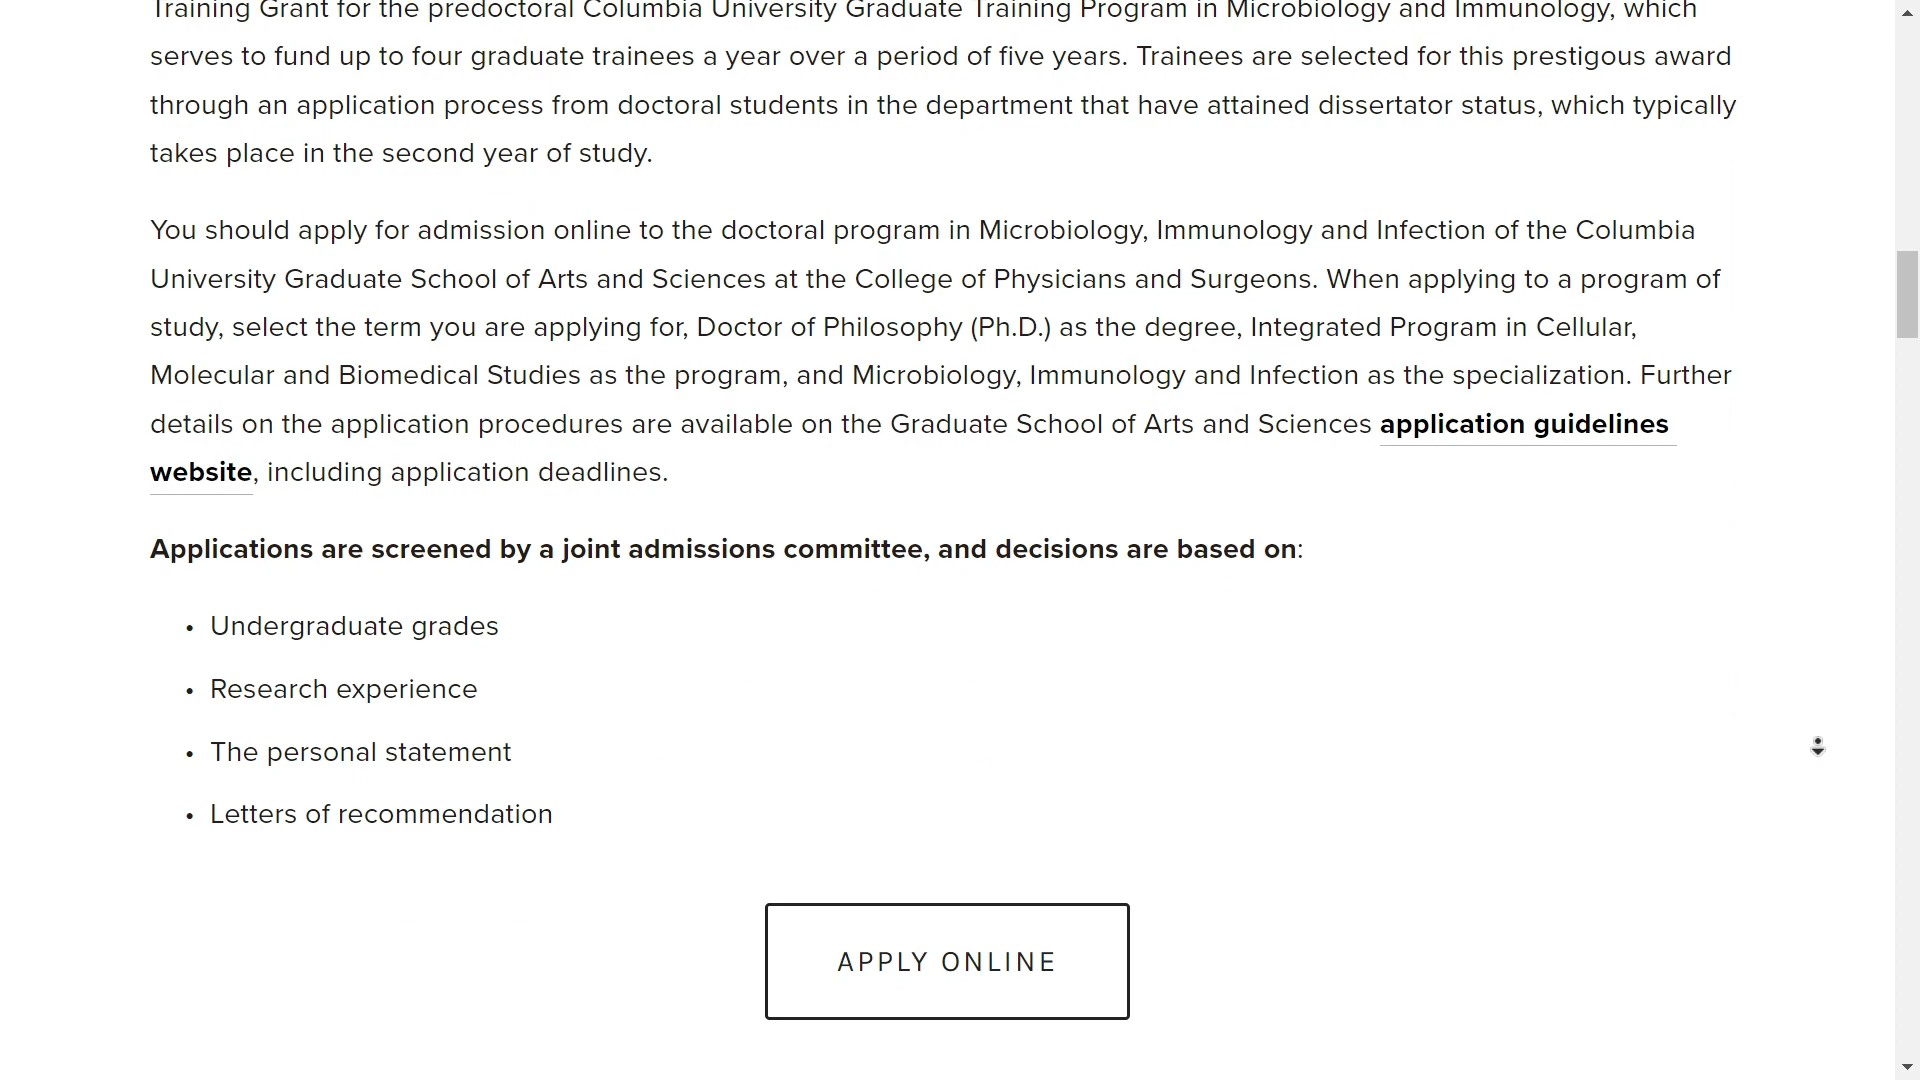 Training Grant for the predoctoral Columbia University Graduate Training Program in Microbiology and Immunology, which
serves to fund up to four graduate trainees a year over a period of five years. Trainees are selected for this prestigous award
through an application process from doctoral students in the department that have attained dissertator status, which typically
takes place in the second year of study.
You should apply for admission online to the doctoral program in Microbiology, Immunology and Infection of the Columbia
University Graduate School of Arts and Sciences at the College of Physicians and Surgeons. When applying to a program of
study, select the term you are applying for, Doctor of Philosophy (Ph.D.) as the degree, Integrated Program in Cellular,
Molecular and Biomedical Studies as the program, and Microbiology, Immunology and Infection as the specialization. Further
details on the application procedures are available on the Graduate School of Arts and Sciences application guidelines
website, including application deadlines.
Applications are screened by a joint admissions committee, and decisions are based on:
• Undergraduate grades
• Research experience
• The personal statement
• Letters of recommendation
APPLY ONLINE